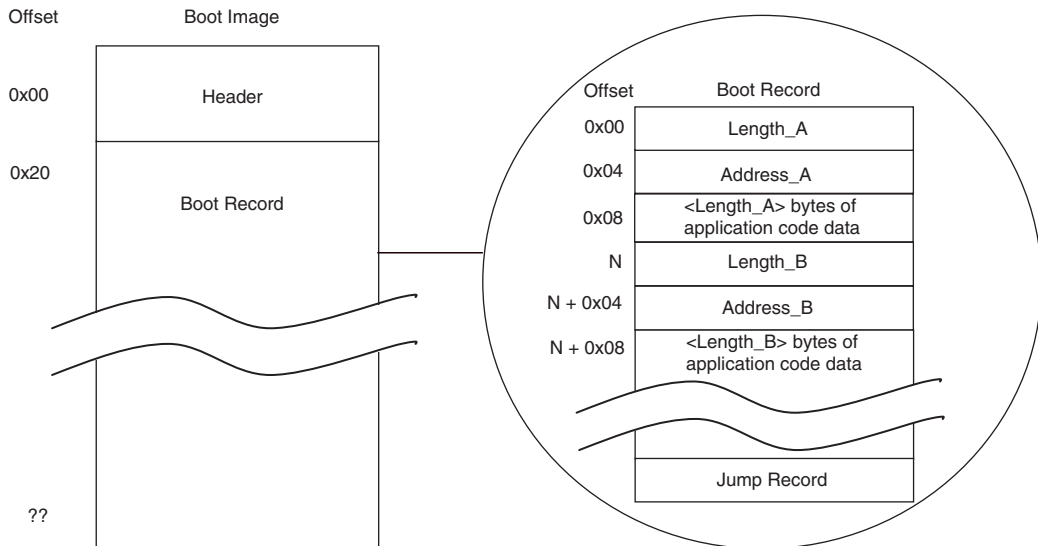 Offset
Boot Image
0x00
Header
0x20
Boot Record
??
Offset
Boot Record
0x00
Length_A
0x04
Address_A
0x08
<Length_A> bytes of
application code data
N
Length_B
N + 0x04
Address_B
N + 0x08
<Length_B> bytes of
application code data
Jump Record